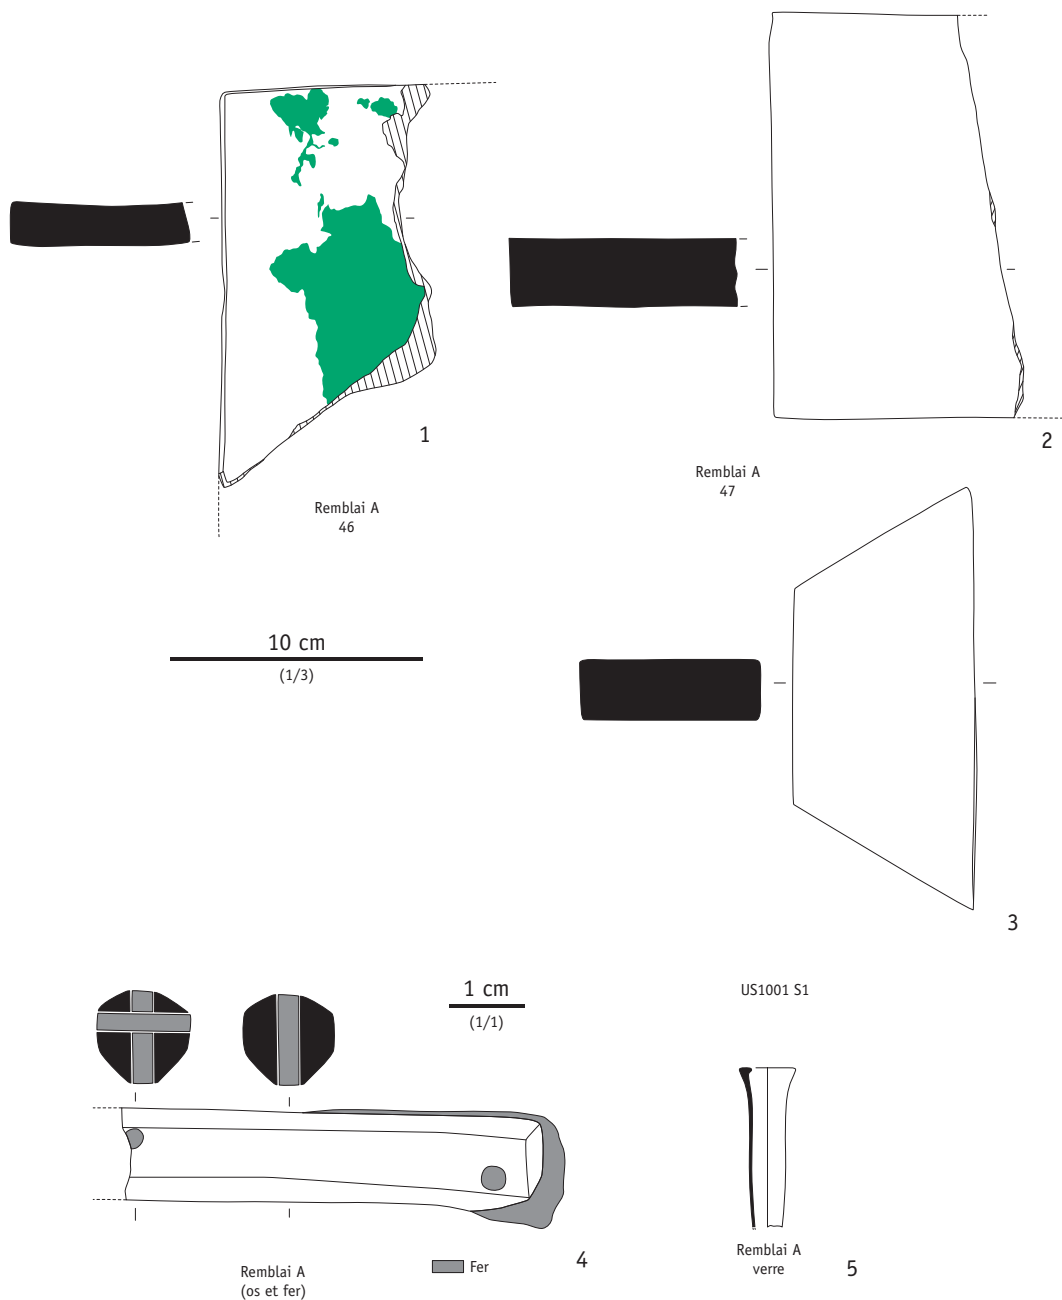 1
2
Remblai A
47
Remblai A
46
10 cm
(1/3)
3
1 cm
(1/1)
US1001 S1
4
Fer
Remblai A
(os et fer)
Remblai A
verre
5